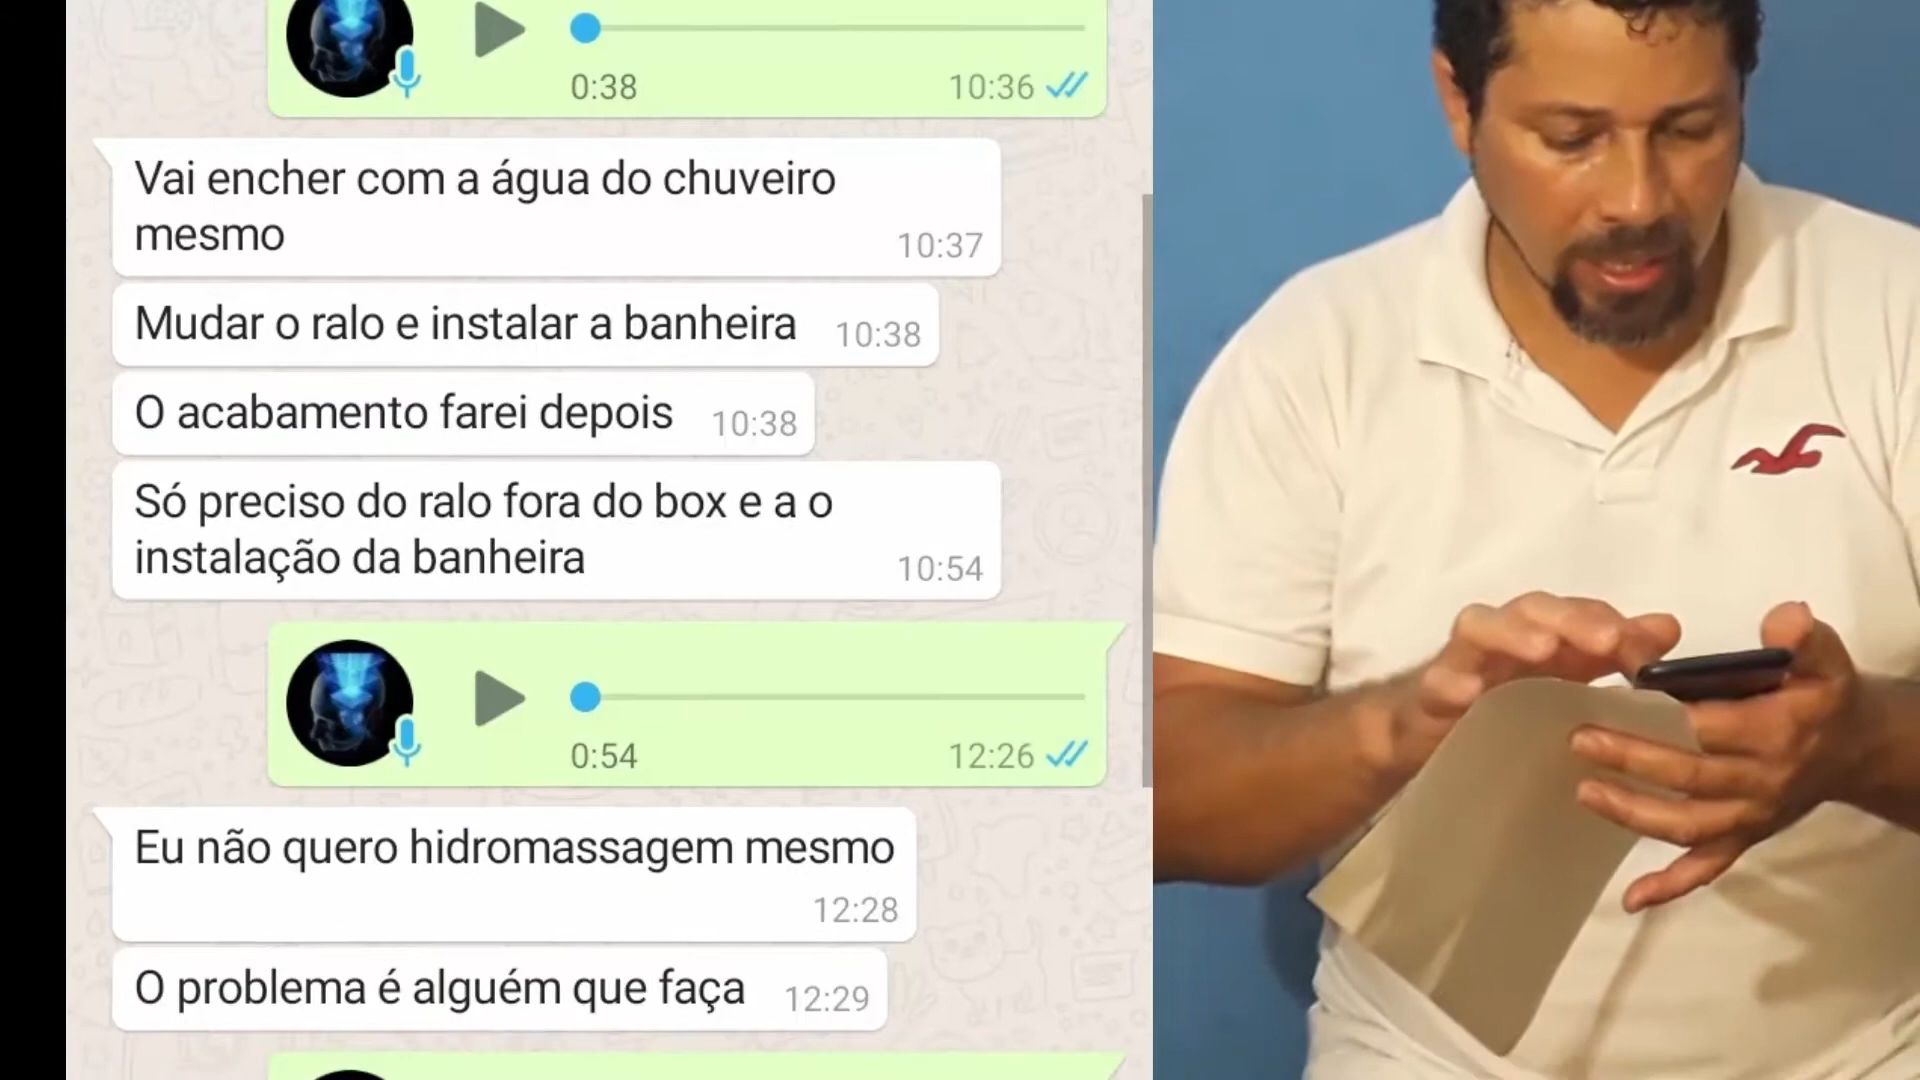 0:38
10:36
Vai encher com a água do chuveiro
mesmo
10:37
Mudar o ralo e instalar a banheira
10:38
O acabamento farei depois
10:38
Só preciso do ralo fora do box e a o
instalação da banheira
10:54
0:54
12:26
Eu não quero hidromassagem mesmo
12:28
O problema é alguém que faça
12:29